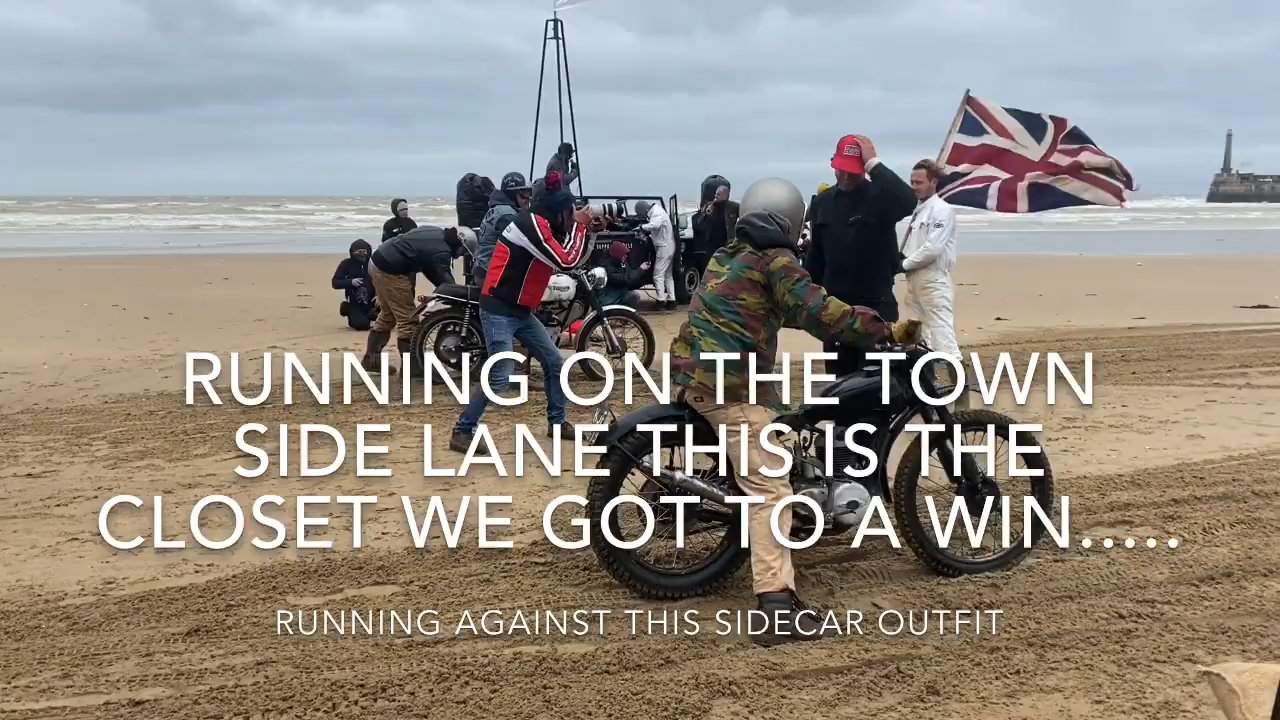 RUNNING ON THE TOWN
SIDE LANE THIS IS THE
CLOSET WE GOT TO A WIN.....
RUNNING AGAINST THIS SIDECAR OUTFIT